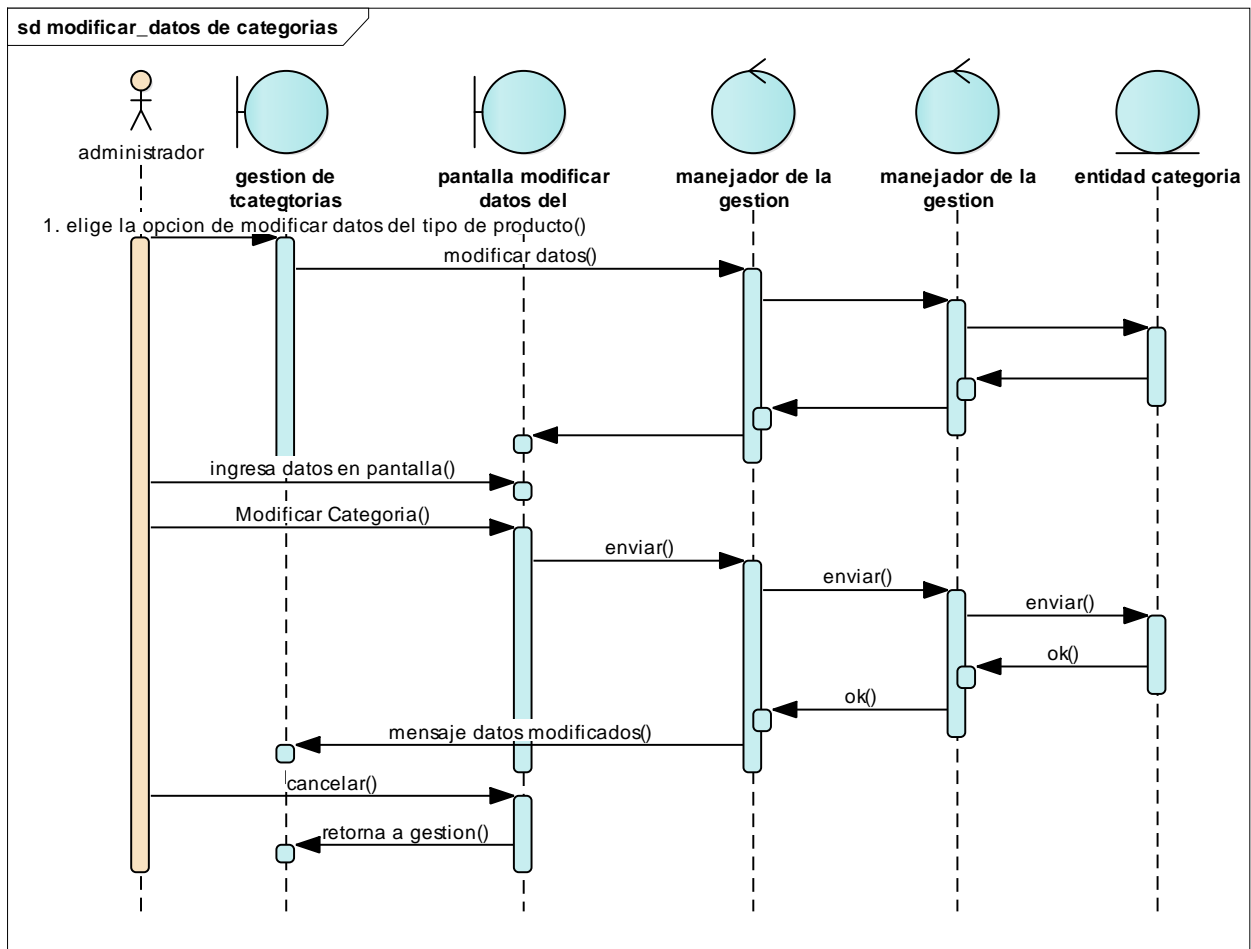 sd modificar_datos de categorias
administrador
gestion de
tcategtorias
pantalla modificar
datos del
manejador de la
gestion
manejador de la
gestion
entidad categoria
1. elige la opcion de modificar datos del tipo de producto()
modificar datos()
ingresa datos en pantalla()
Modificar Categoria()
enviar()
enviar()
enviar()
ok()
ok()
mensaje datos modificados()
cancelar()
retorna a gestion()